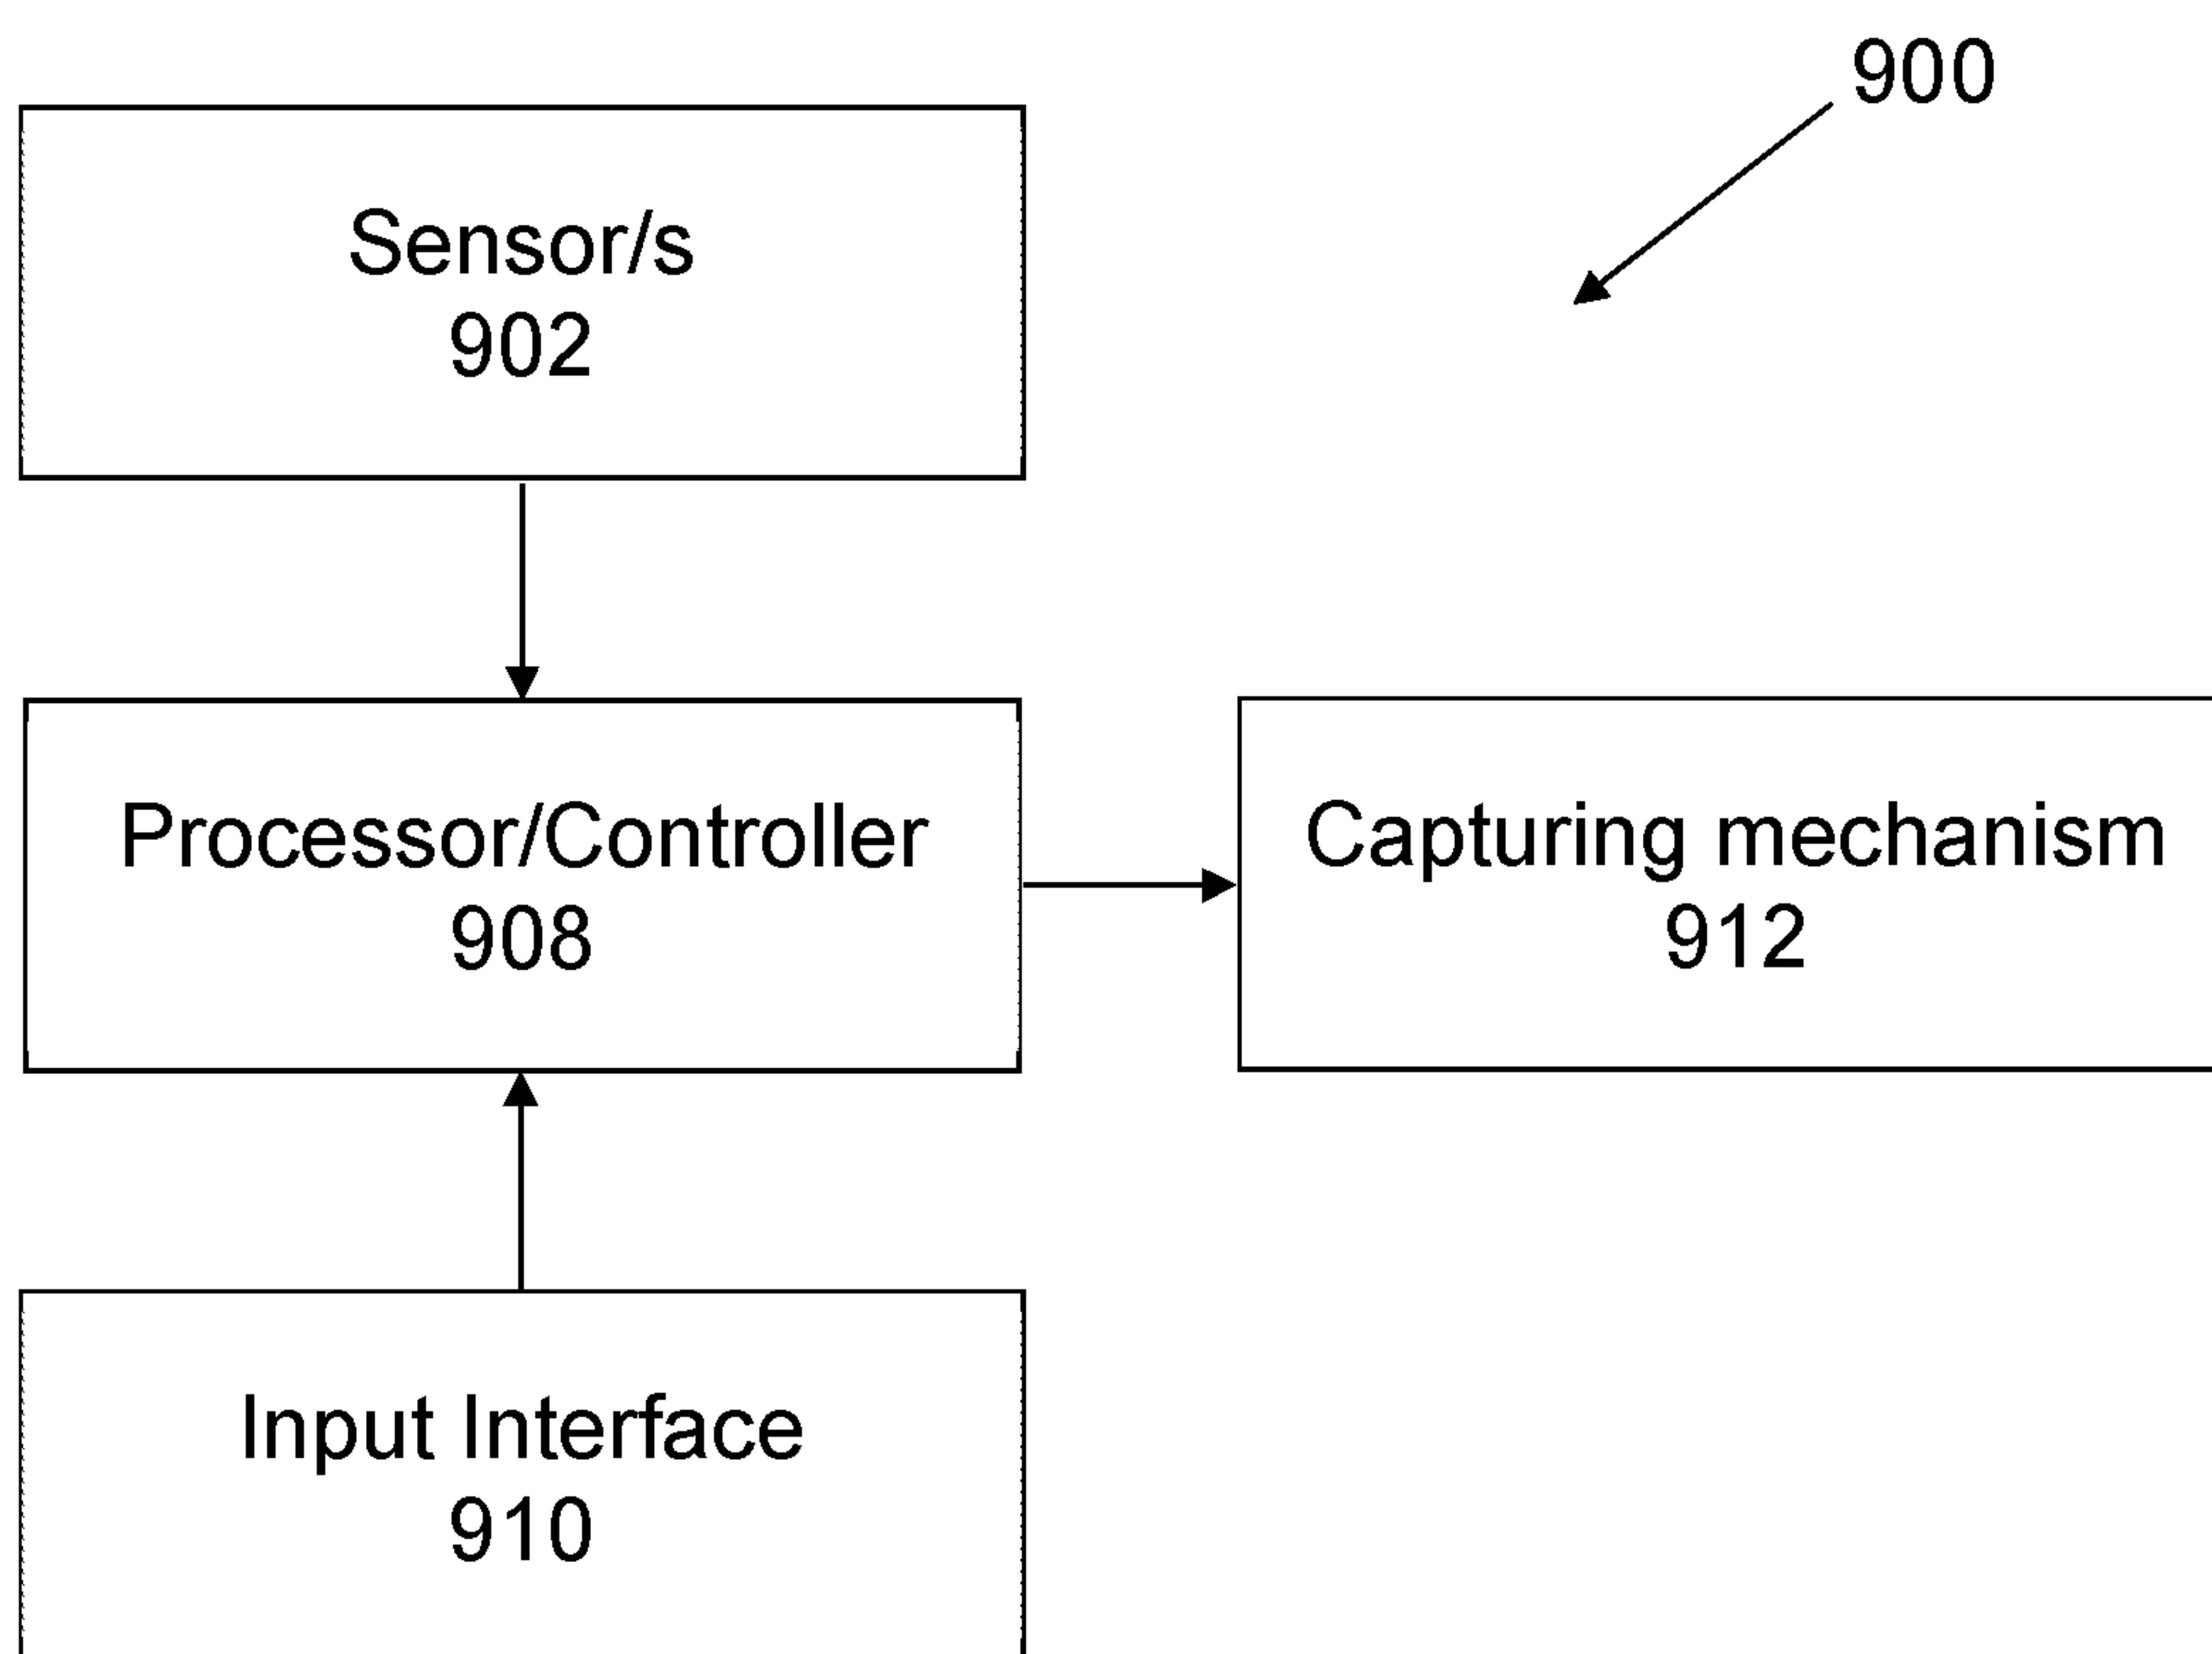 900
Sensor/s
902
Processor/Controller
908
Capturing mechanism
912
Input Interface
910